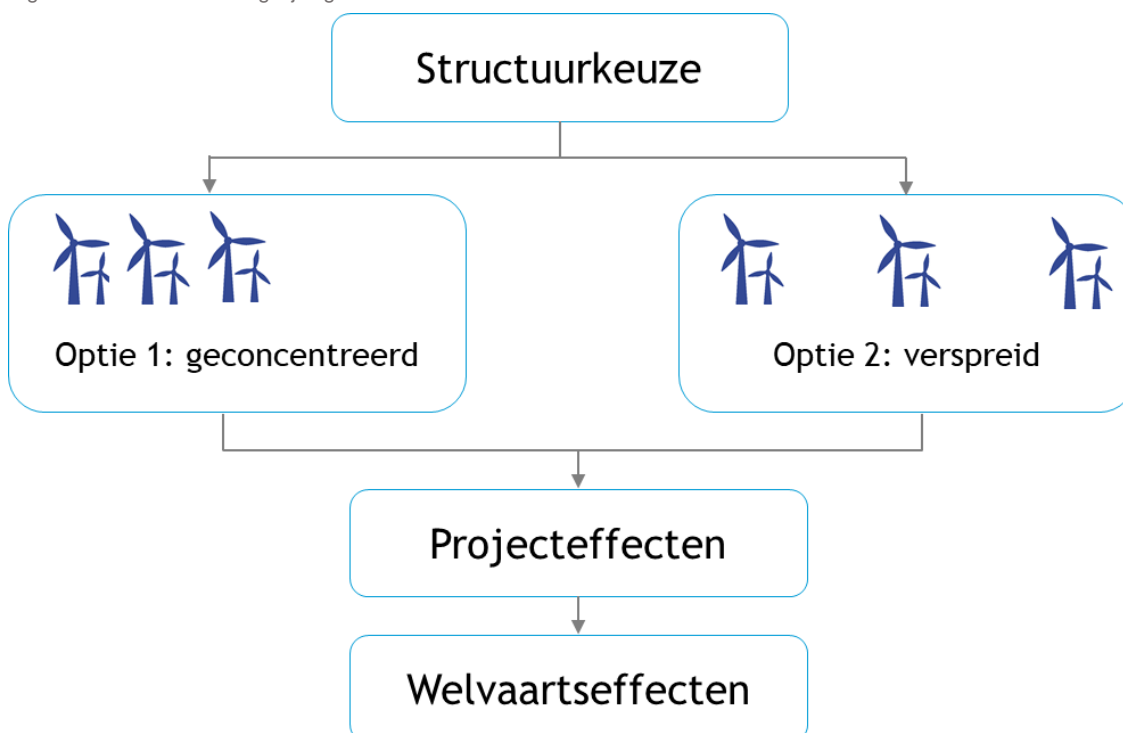 Structuurkeuze
Optie 1: geconcentreerd
Optie 2: verspreid
Projecteffecten
Welvaartseffecten